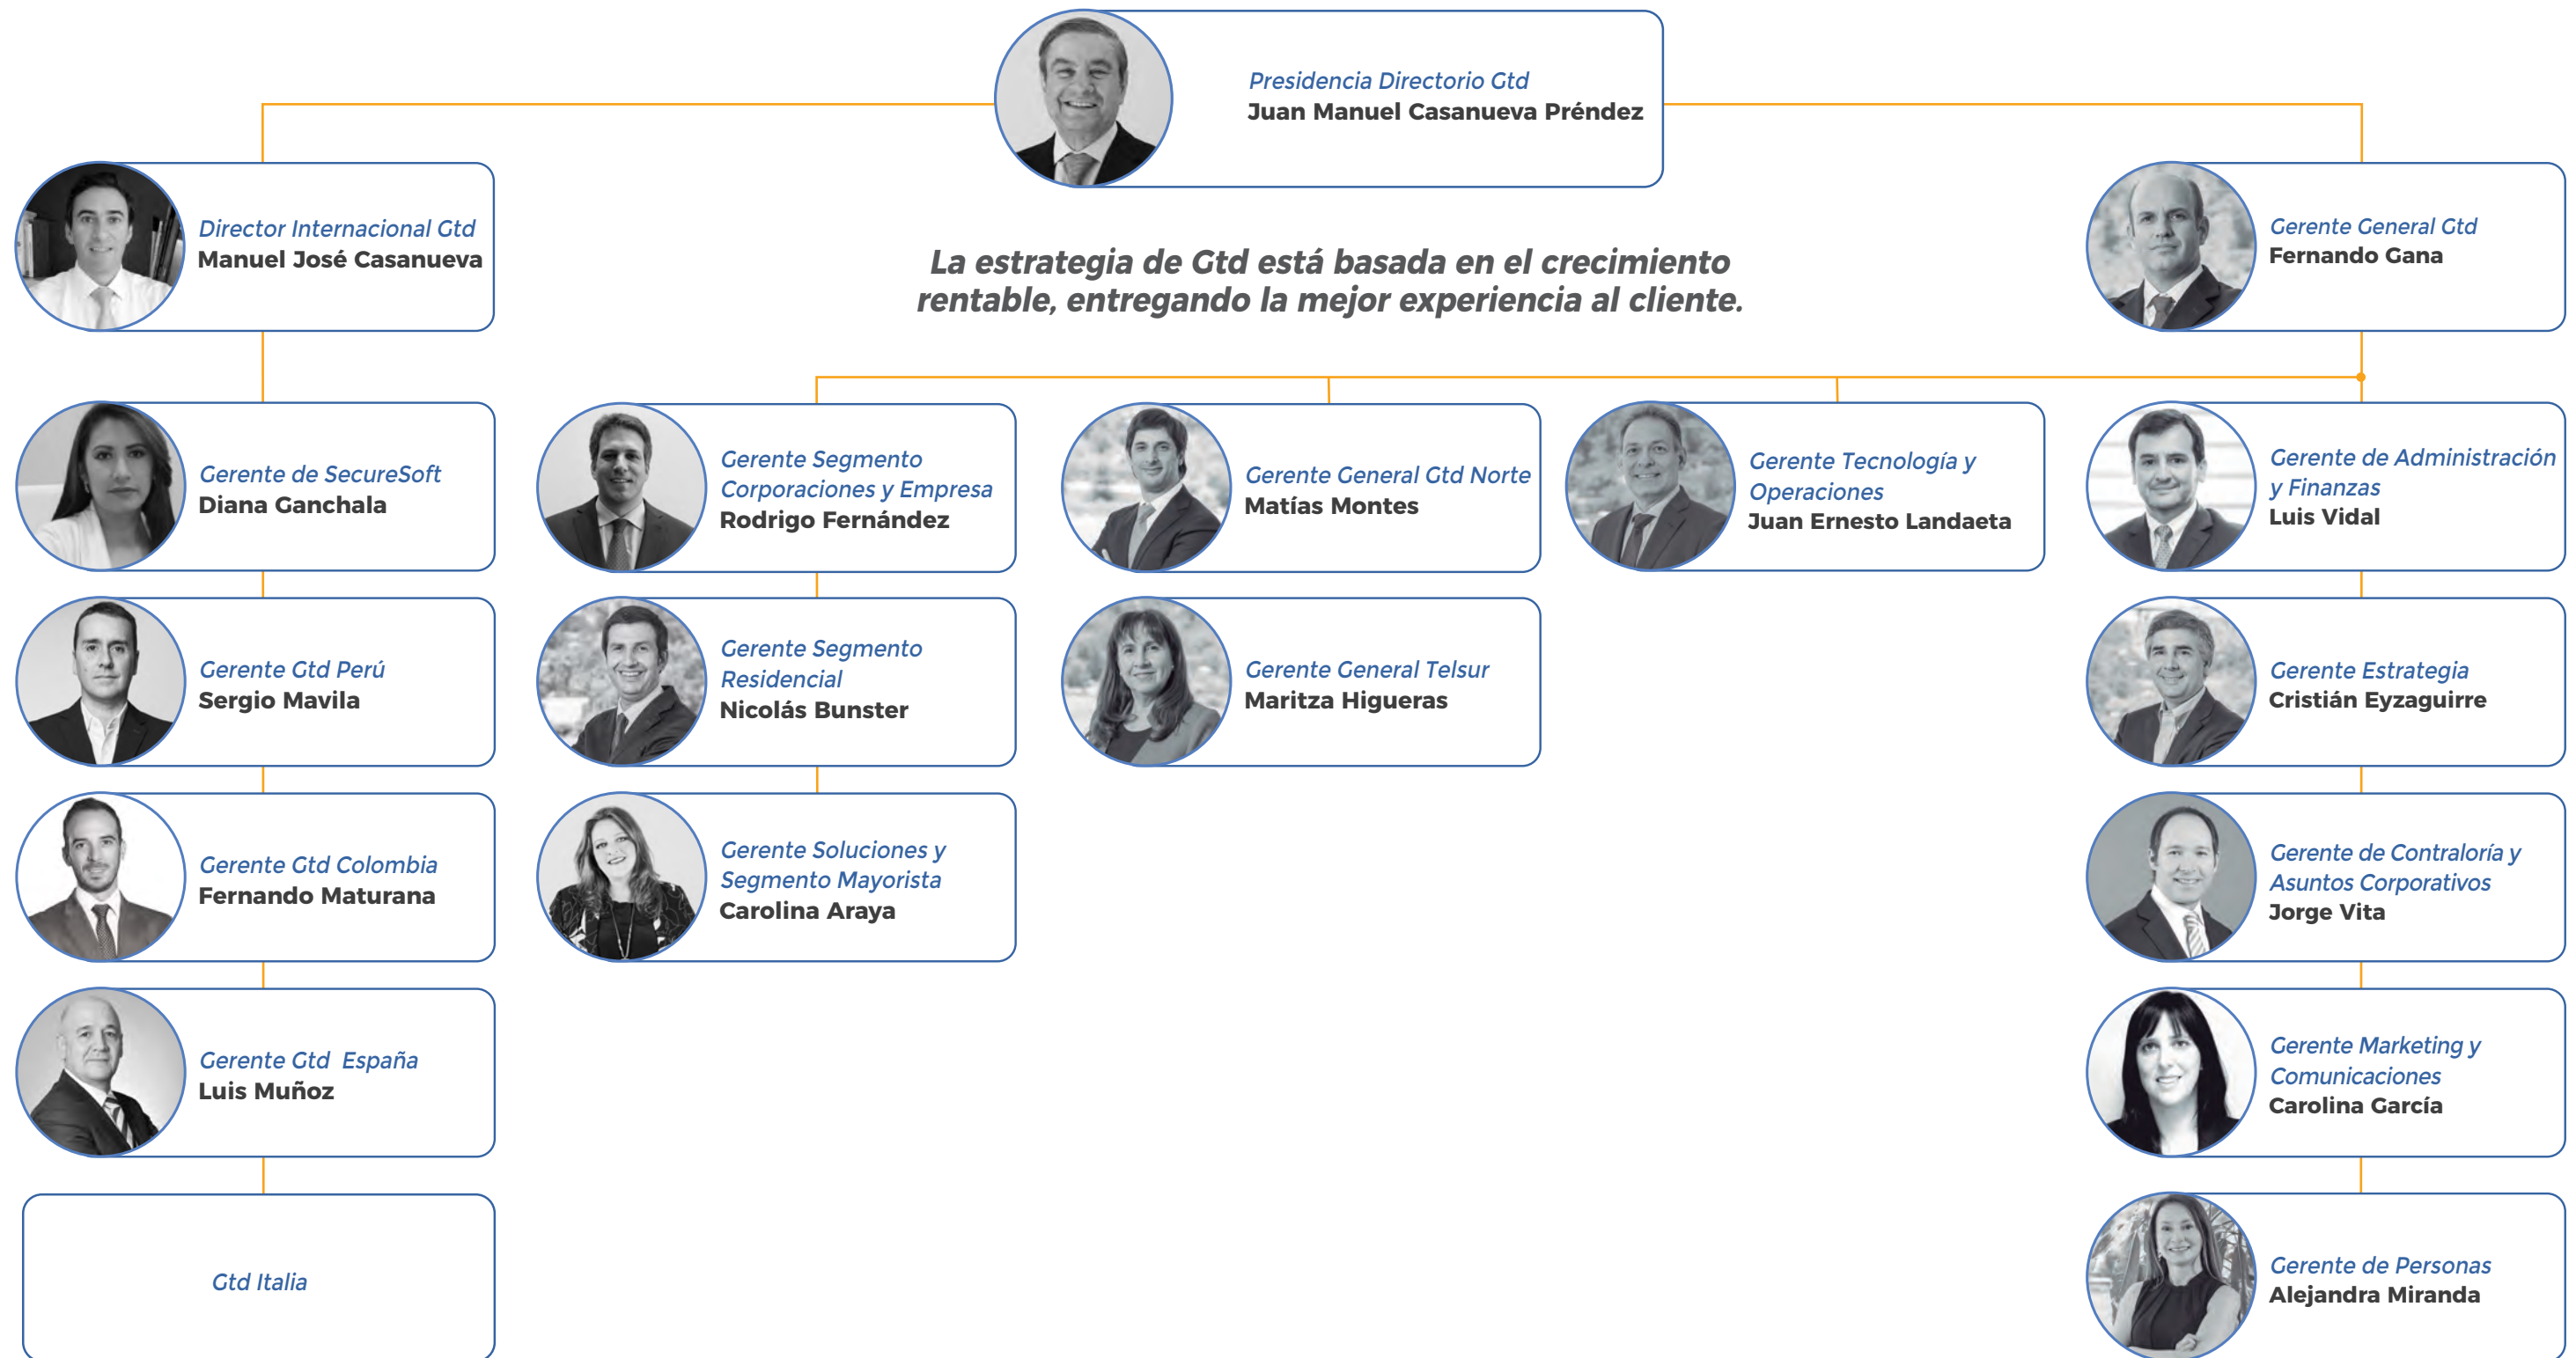 Presidencia Directorio Gtd
Juan Manuel Casanueva Préndez
Director Internacional Gtd
Manuel José Casanueva
Gerente General Gtd
Fernando Gana
La estrategia de Gtd está basada en el crecimiento
rentable, entregando la mejor experiencia al cliente.
Gerente de SecureSoft
Diana Ganchala
Gerente Segmento
Corporaciones y Empresa
Rodrigo Fernández
Gerente General Gtd Norte
Matías Montes
Gerente Tecnología y
Operaciones
Juan Ernesto Landaeta
Gerente de Administración
y Finanzas
Luis Vidal
Gerente Gtd Perú
Sergio Mavila
Gerente Segmento
Residencial
Nicolás Bunster
Gerente General Telsur
Maritza Higueras
Gerente Estrategia
Cristián Eyzaguirre
Gerente Gtd Colombia
Fernando Maturana
Gerente Soluciones y
Segmento Mayorista
Carolina Araya
Gerente de Contraloría y
Asuntos Corporativos
Jorge Vita
Gerente Gtd España
Luis Muñoz
Gerente Marketing y
Comunicaciones
Carolina García
Gtd Italia
Gerente de Personas
Alejandra Miranda